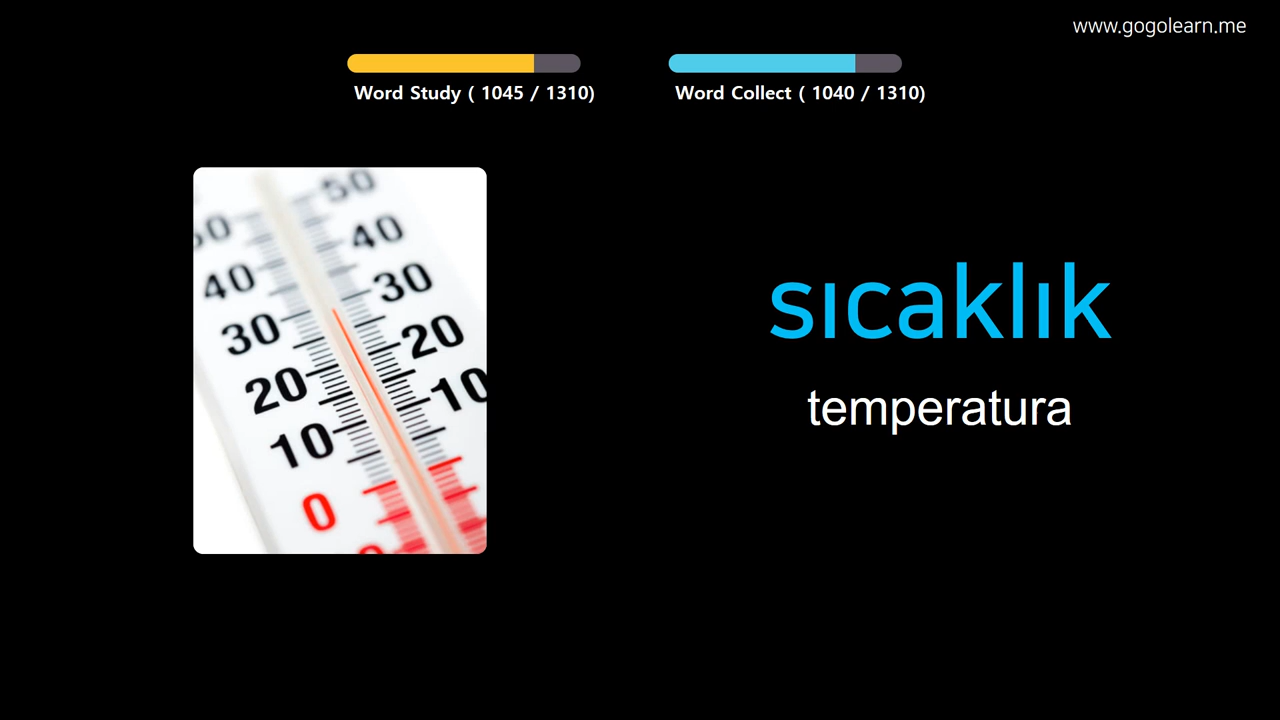 www.gogolearn.me
Word Study ( 1045 / 1310)
Word Collect ( 1040 / 1310)
50
50
40
40
30
30
20
20
10
10
0
sıcaklık
temperatura